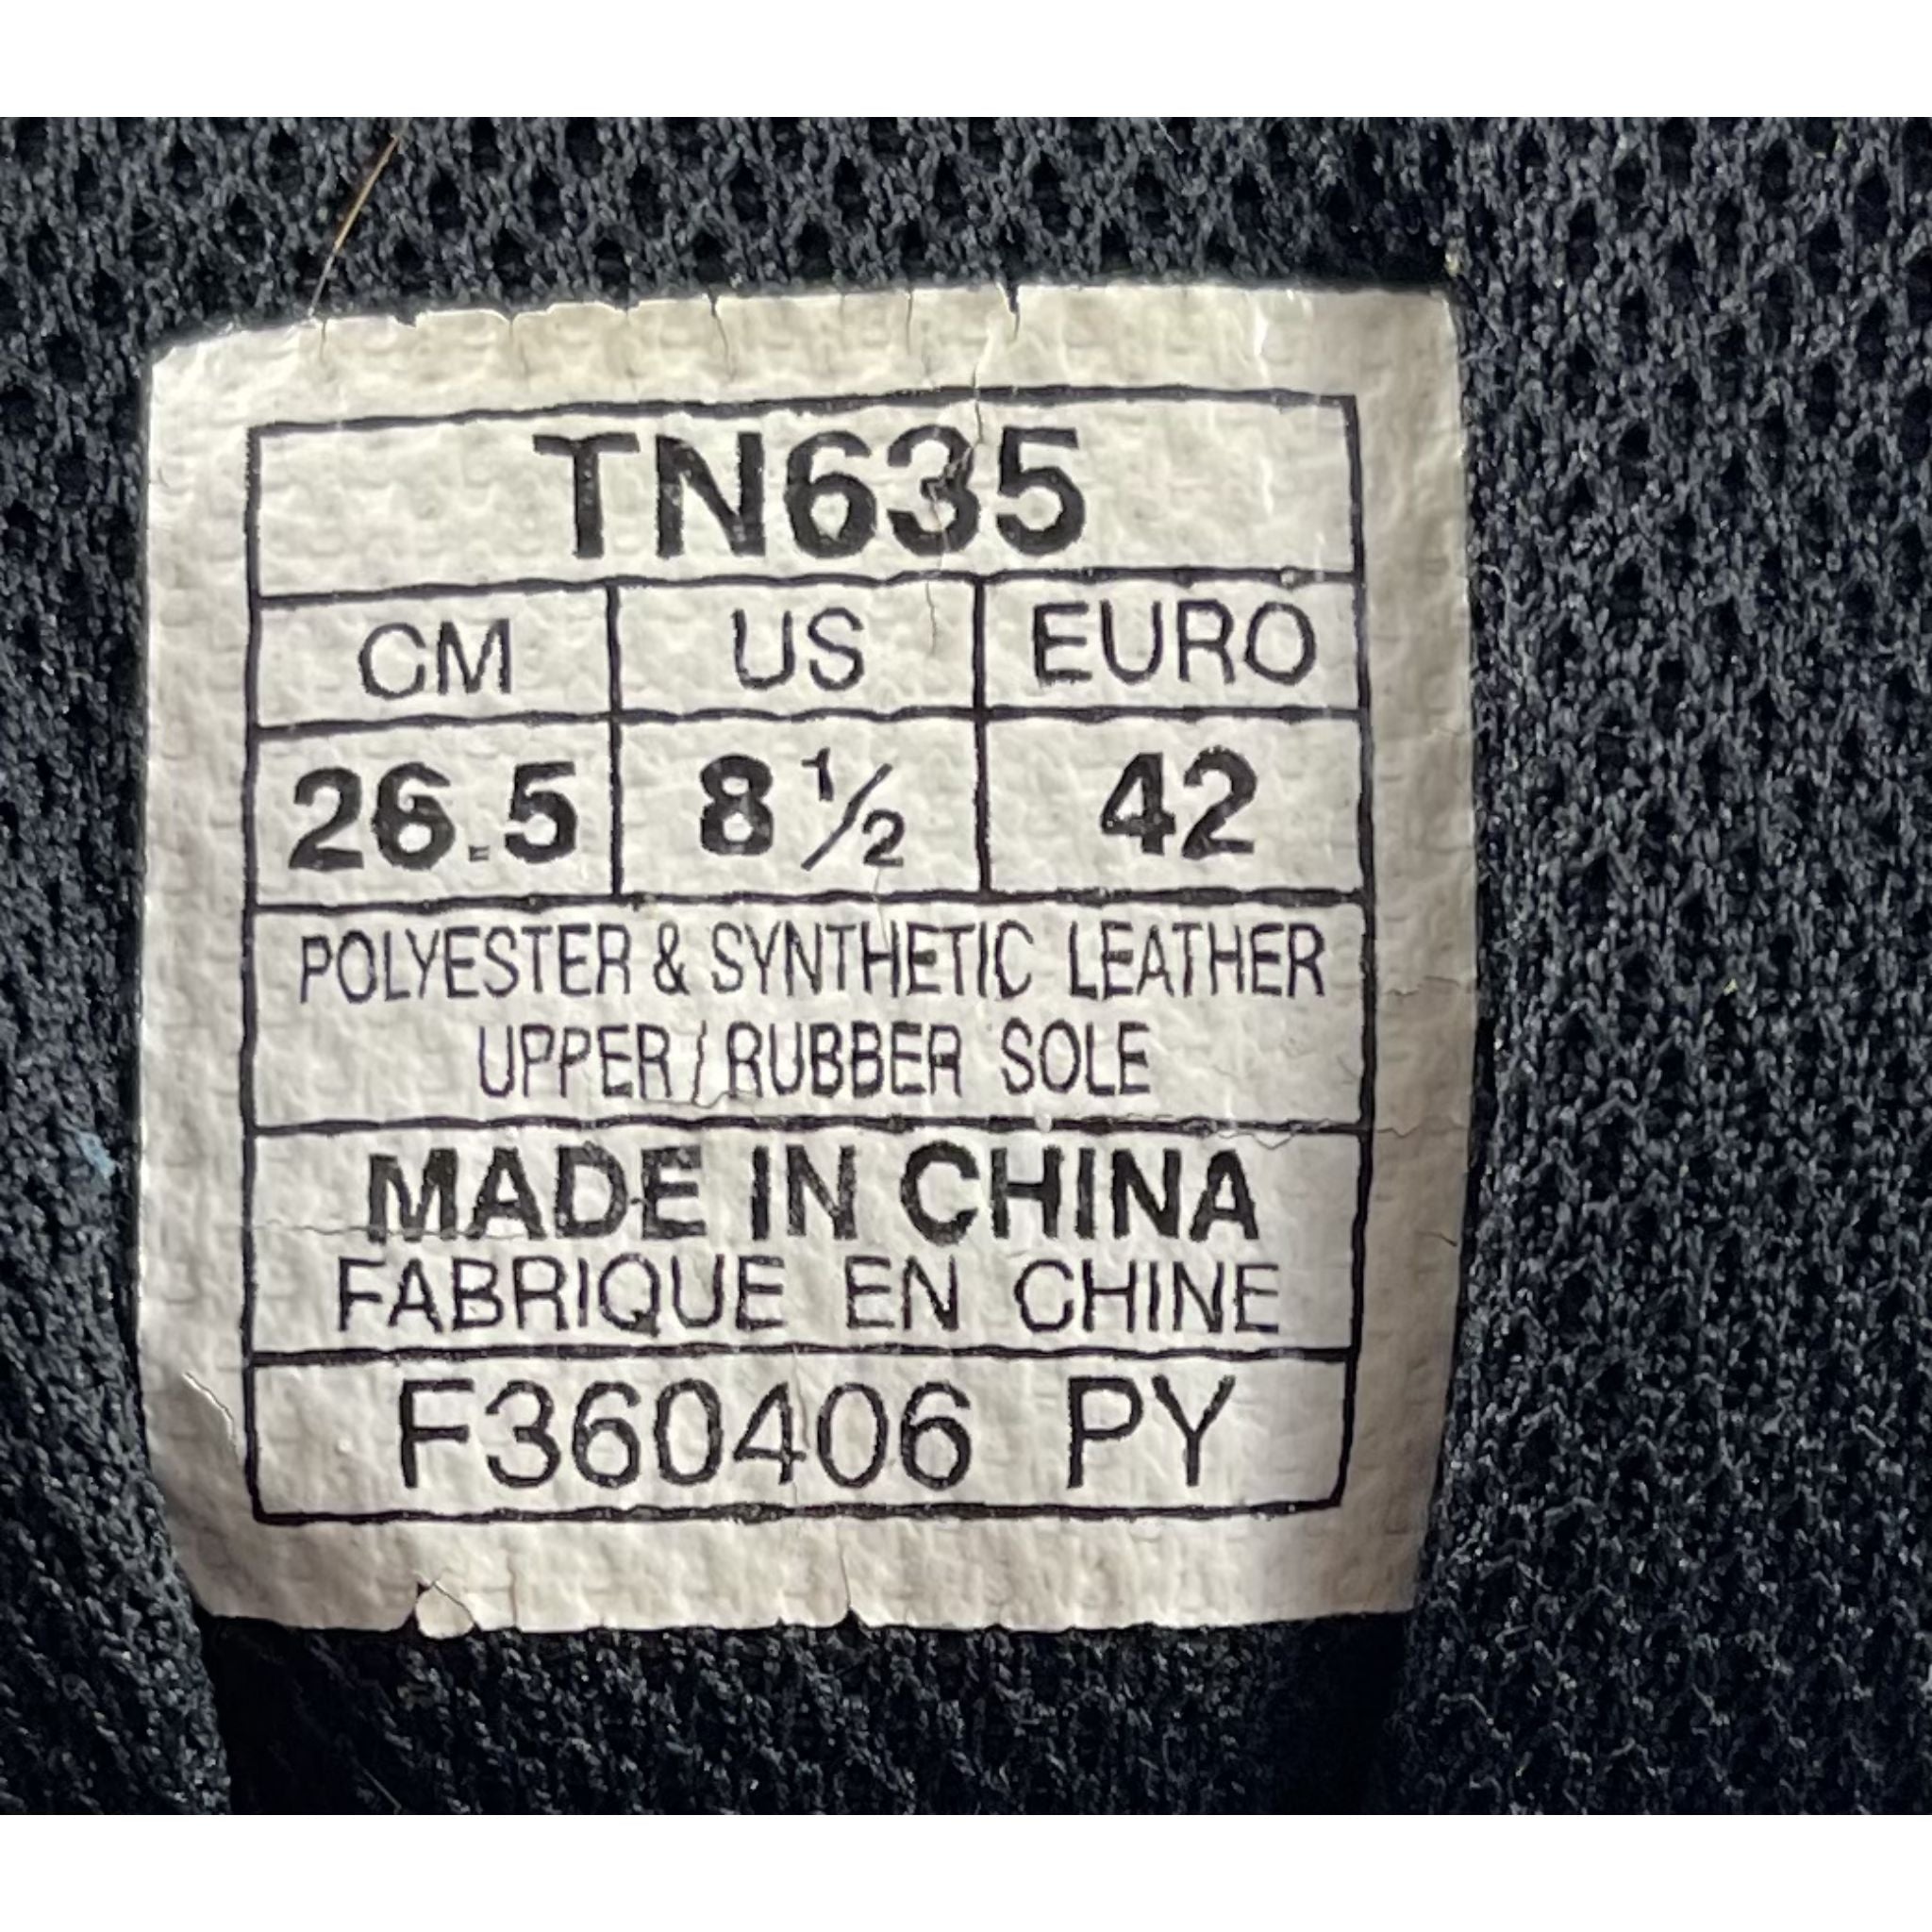 TN635
CM US EURO
26.5 8 1/2 42
POLYESTER & SYNTHETIC LEATHER
UPPER / RUBBER SOLE
MADE IN CHINA
FABRIQUE EN CHINE
F360406 PY